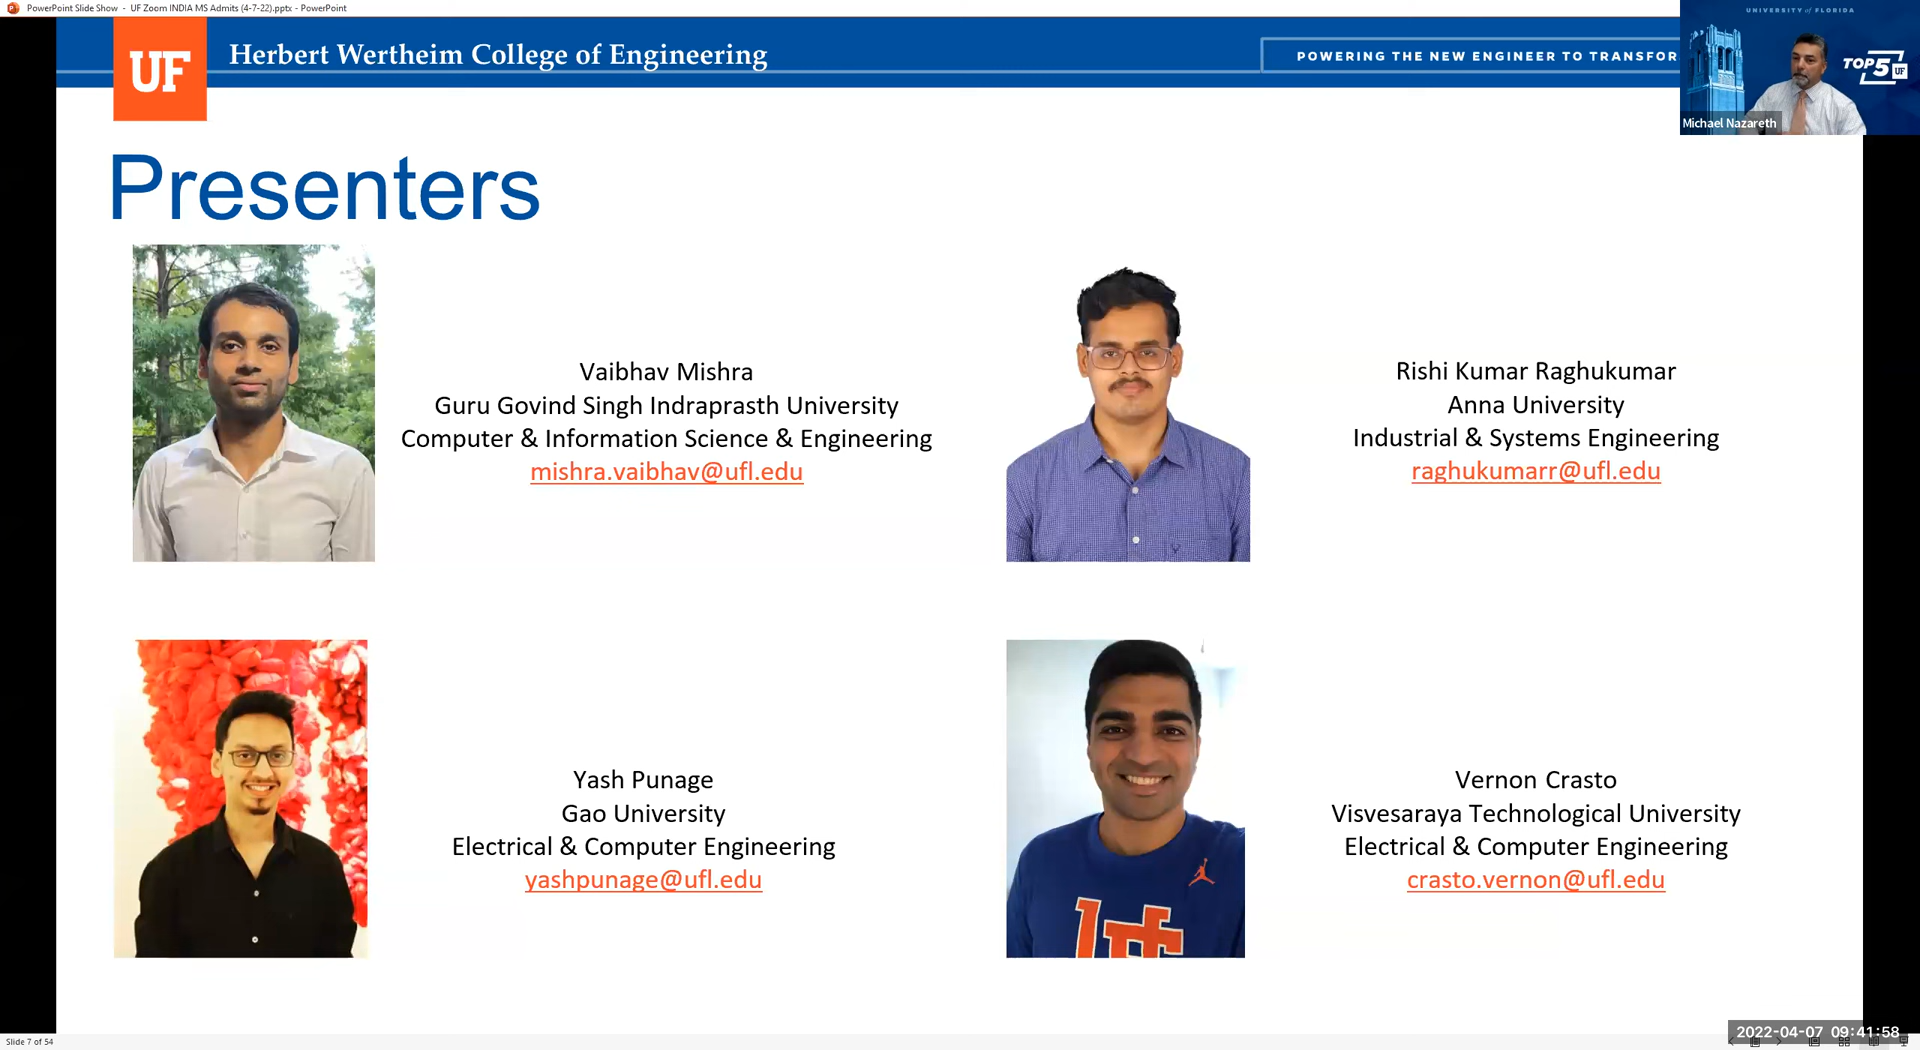 PowerPoint Slide Show - UF Zoom INDIA MS Admits (4-7-22).pptx - PowerPoint
UF
Herbert Wertheim College of Engineering
POWERING THE NEW ENGINEER TO TRANSFOR
UNIVERSITY of FLORIDA
TOP5 UF
Michael Nazareth
Presenters
Vaibhav Mishra
Guru Govind Singh Indraprasth University
Computer & Information Science & Engineering
mishra.vaibhav@ufl.edu
Rishi Kumar Raghukumar
Anna University
Industrial & Systems Engineering
raghukumarr@ufl.edu
Yash Punage
Gao University
Electrical & Computer Engineering
yashpunage@ufl.edu
Vernon Crasto
Visvesaraya Technological University
Electrical & Computer Engineering
crasto.vernon@ufl.edu
UF
Slide 7 of 54
2022-04-07 09:41:58